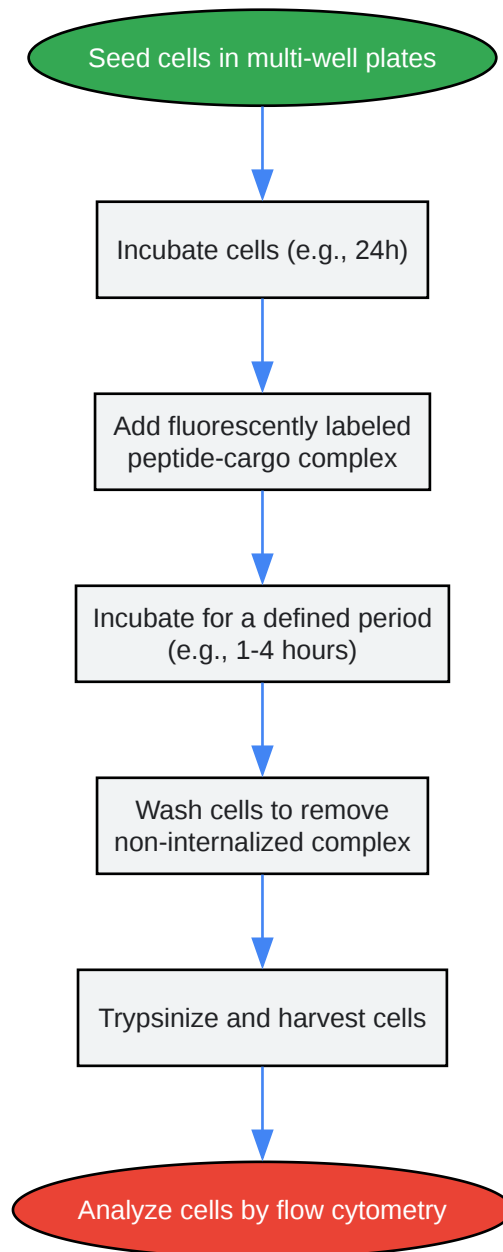 Seed cells in multi-well plates
Incubate cells (e.g., 24h)
Add fluorescently labeled
peptide-cargo complex
Incubate for a defined period
(e.g., 1-4 hours)
Wash cells to remove
non-internalized complex
Trypsinize and harvest cells
Analyze cells by flow cytometry